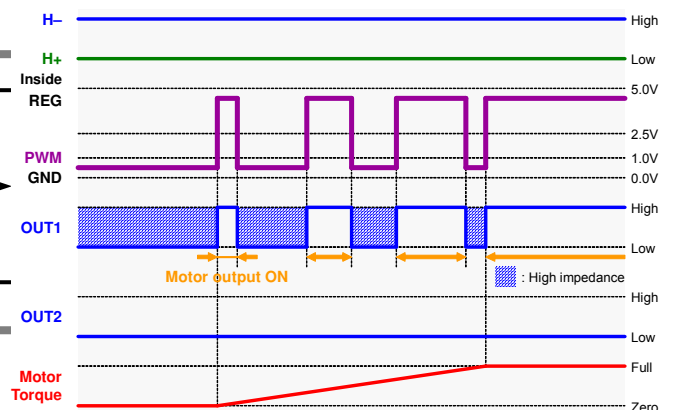 H–
High
H+
Low
Inside
REG
5.0V
2.5V
PWM
1.0V
GND
0.0V
High
OUT1
Low
Motor output ON
: High impedance
High
OUT2
Low
Full
Motor
Torque
Zero